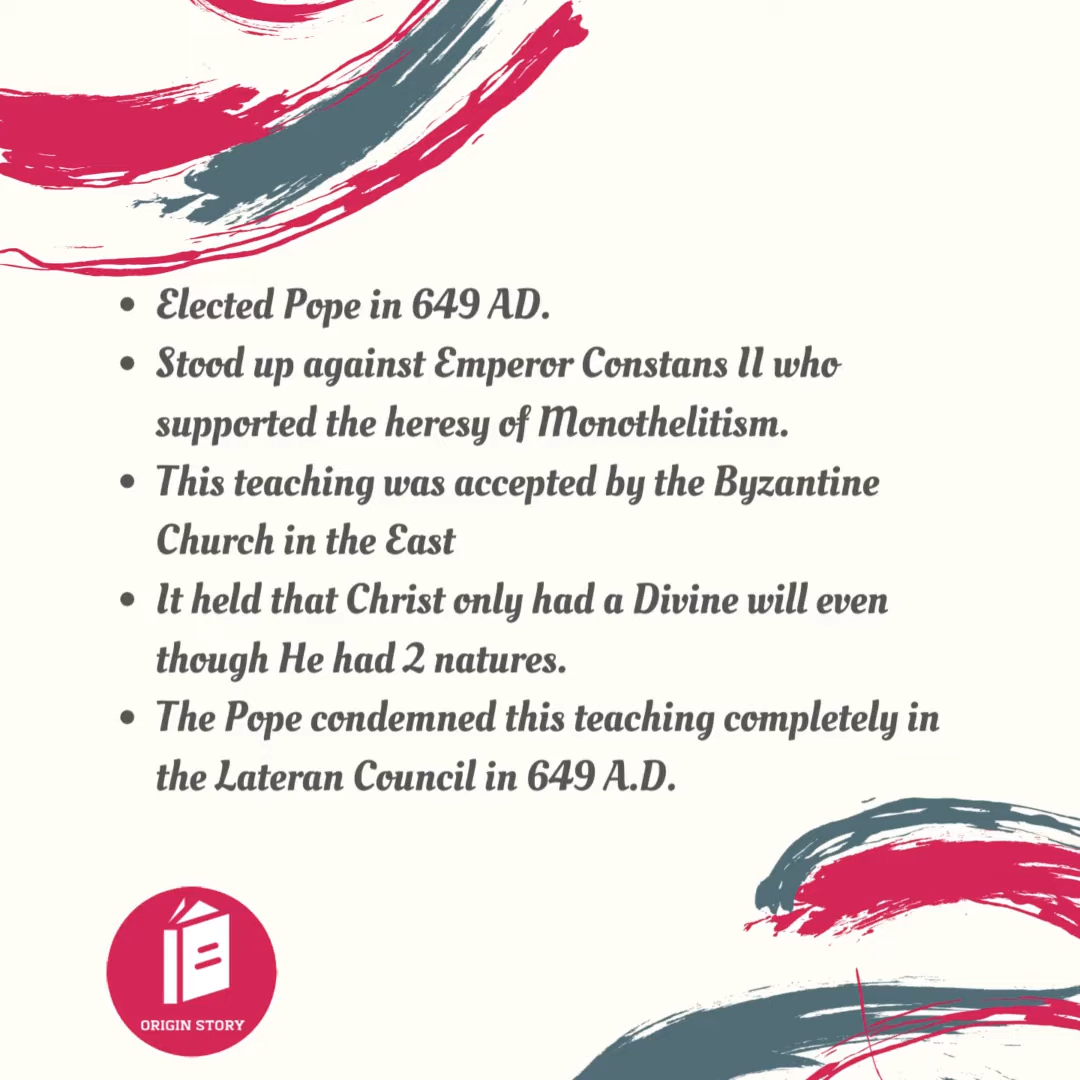 • Elected Pope in 649 AD.
• Stood up against Emperor Constans II who
supported the heresy of Monothelitism.
• This teaching was accepted by the Byzantine
Church in the East
• It held that Christ only had a Divine will even
though He had 2 natures.
• The Pope condemned this teaching completely in
the Lateran Council in 649 A.D.
ORIGIN STORY